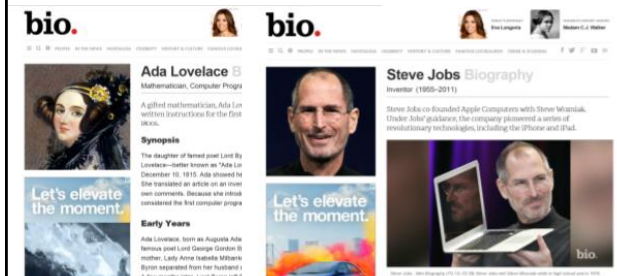 bio.
Ada Lovelace B
Mathematician, Computer Progra
A gifted mathematician, Ada Lov
written instructions for the first
1800s.
Synopsis
The daughter of famed poet Lord By
Lovelace—better known as "Ada Lo
December 10, 1815. Ada showed he
She translated an article on an inven
own comments. Because she introdu
considered the first computer progra
Early Years
Ada Lovelace, born as Augusta Ada
famous poet Lord George Gordon B
mother, Lady Anne Isabella Milbank
Byron separated from her husband
Let's elevate
the moment.
bio.
Eva Longoria
Madam C. J. Walker
Steve Jobs Biography
Inventor (1955–2011)
Steve Jobs co-founded Apple Computers with Steve Wozniak.
Under Jobs' guidance, the company pioneered a series of
revolutionary technologies, including the iPhone and iPad.
Let's elevate
the moment.
bio.